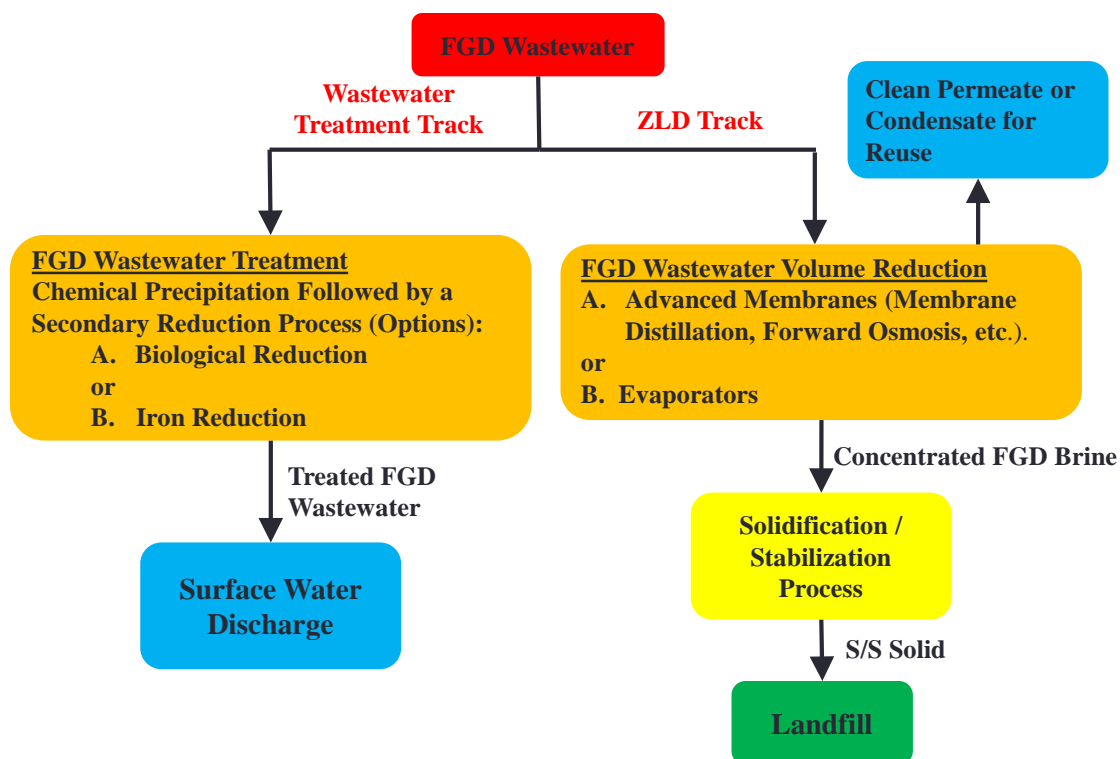 FGD Wastewater
Wastewater
Treatment Track
ZLD Track
Clean Permeate or
Condensate for
Reuse
FGD Wastewater Treatment
Chemical Precipitation Followed by a
Secondary Reduction Process (Options):
A. Biological Reduction
or
B. Iron Reduction
FGD Wastewater Volume Reduction
A. Advanced Membranes (Membrane
Distillation, Forward Osmosis, etc.).
or
B. Evaporators
Treated FGD
Wastewater
Concentrated FGD Brine
Surface Water
Discharge
Solidification /
Stabilization
Process
S/S Solid
Landfill